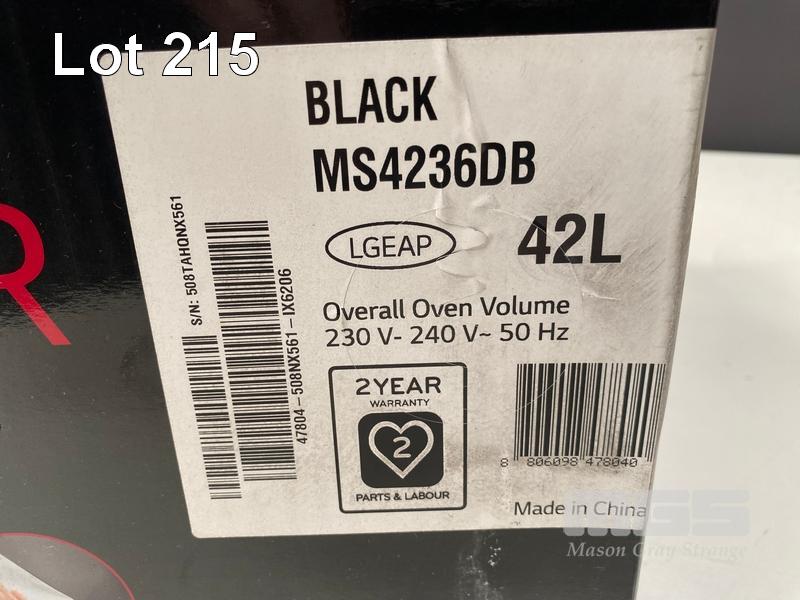 Lot 215
BLACK
MS4236DB
LGEAP 42L
Overall Oven Volume
230 V- 240 V~ 50 Hz
2YEAR
WARRANTY
2
PARTS & LABOUR
S/N: 508TAHQNX561
47804-508NX561-IX6206
8 806098 478040
Made in China
R
MGS
Mason Gray Strange